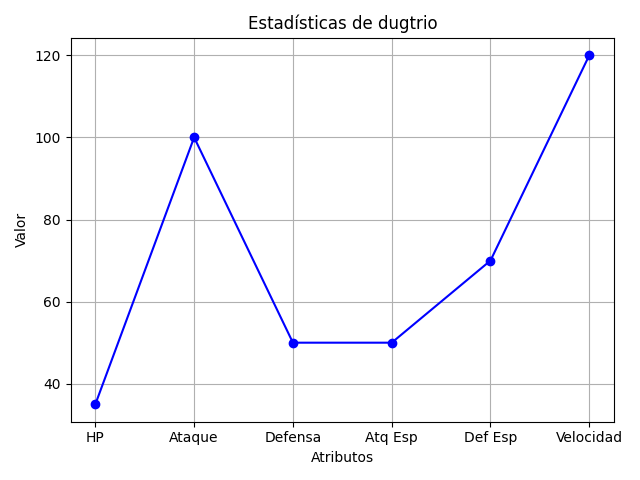 Estadísticas de dugtrio
120
100
80
60
40
Valor
HP Ataque Defensa Atq Esp Def Esp Velocidad
Atributos